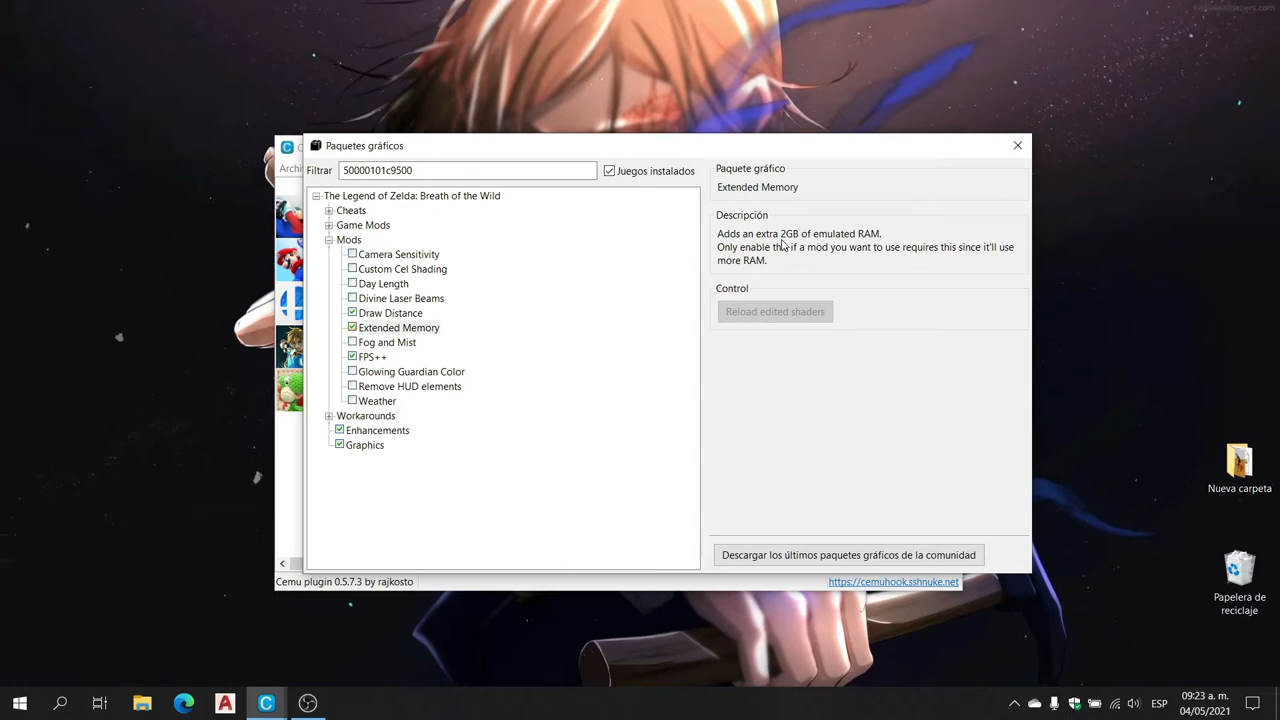 Paquetes gráficos
Archi
Filtrar 50000101c9500 Juegos instalados
The Legend of Zelda: Breath of the Wild
Cheats
Game Mods
Mods
Camera Sensitivity
Custom Cel Shading
Day Length
Divine Laser Beams
Draw Distance
Extended Memory
Fog and Mist
FPS++
Glowing Guardian Color
Remove HUD elements
Weather
Workarounds
Enhancements
Graphics
Paquete gráfico
Extended Memory
Descripción
Adds an extra 2GB of emulated RAM.
Only enable this if a mod you want to use requires this since it'll use
more RAM.
Control
Reload edited shaders
Descargar los últimos paquetes gráficos de la comunidad
Cemu plugin 0.5.7.3 by rajkosto
https://cemuhook.sshnuke.net
Nueva carpeta
Papelera de
reciclaje
ESP
09:23 a. m.
04/05/2021